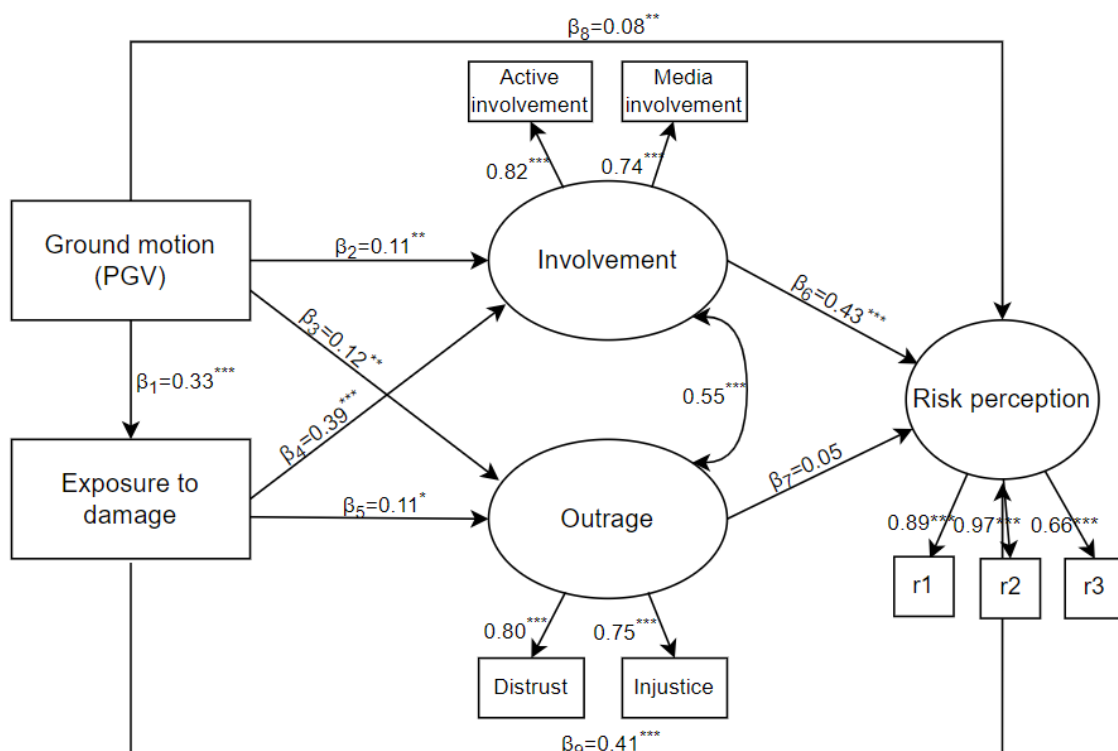 β8=0.08**
Active
involvement
Media
involvement
0.82***
0.74***
Ground motion
(PGV)
β2=0.11**
Involvement
β3=0.12**
β6=0.43***
β1=0.33***
0.55***
Risk perception
β4=0.39***
Exposure to
damage
β5=0.11*
Outrage
β7=0.05
0.89***
0.97***
0.66***
r1
r2
r3
0.80***
0.75***
Distrust
Injustice
β9=0.41***